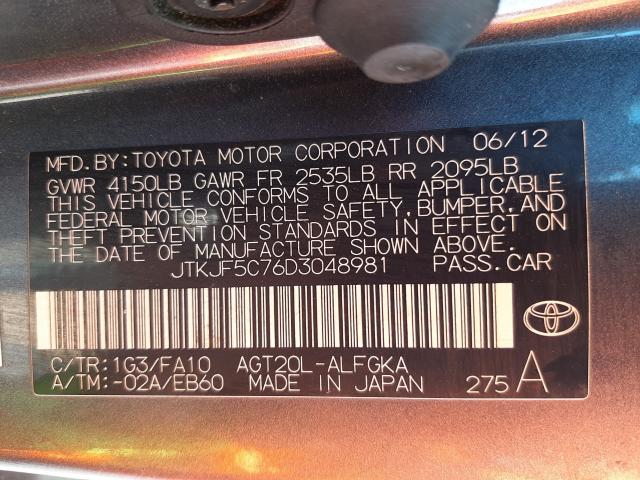 MFD.BY:TOYOTA MOTOR CORPORATION 06/12
GVWR 4150LB GAWR FR 2535LB RR 2095LB
THIS VEHICLE CONFORMS TO ALL APPLICABLE
FEDERAL MOTOR VEHICLE SAFETY,BUMPER,AND
THEFT PREVENTION STANDARDS IN EFFECT ON
THE DATE OF MANUFACTURE SHOWN ABOVE.
JTKJF5C76D3048981 PASS.CAR
C/TR:1G3/FA10 AGT20L-ALFGKA
A/TM:-02A/EB60 MADE IN JAPAN 275 A